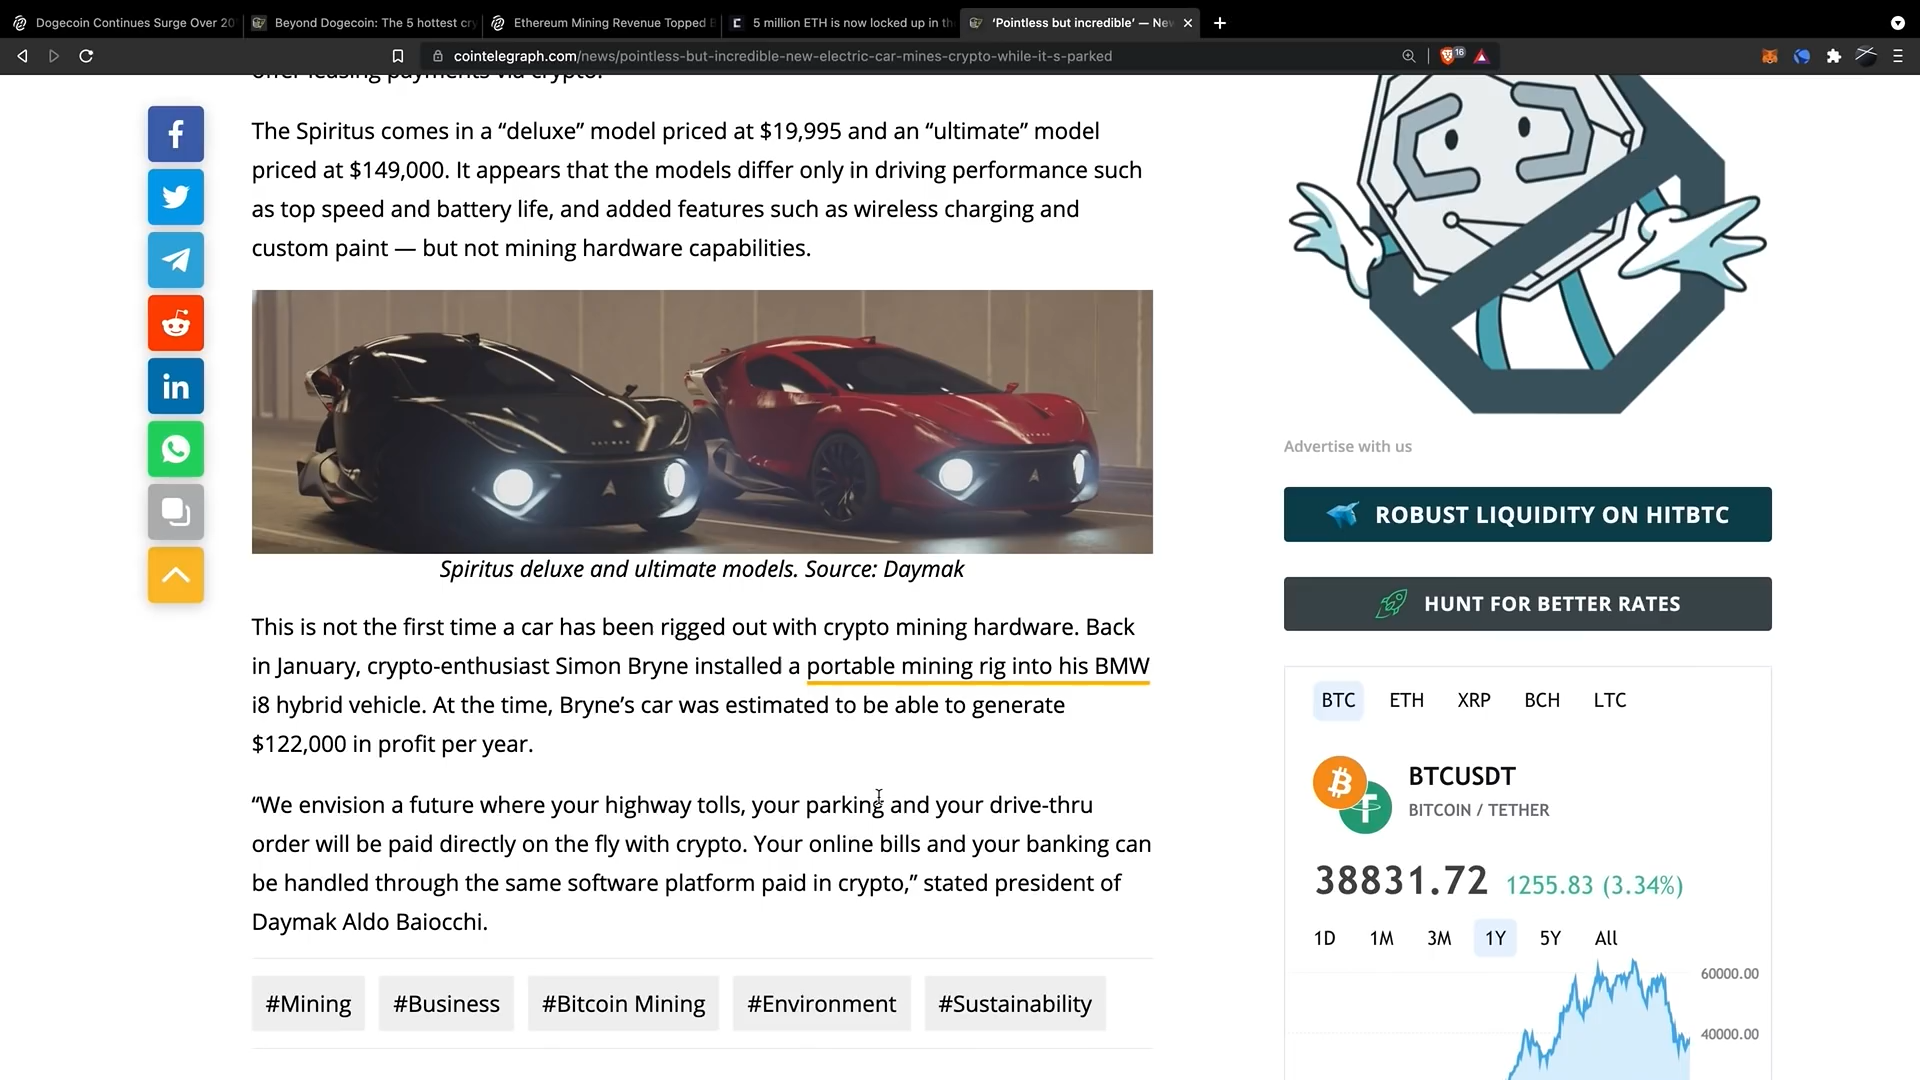 Dogecoin Continues Surge Over 20
Beyond Dogecoin: The 5 hottest cry
Ethereum Mining Revenue Topped B
5 million ETH is now locked up in th
‘Pointless but incredible’ — Nev
cointelegraph.com/news/pointless-but-incredible-new-electric-car-mines-crypto-while-it-s-parked
16
offer leasing payments via crypto.
The Spiritus comes in a “deluxe” model priced at $19,995 and an “ultimate” model
priced at $149,000. It appears that the models differ only in driving performance such
as top speed and battery life, and added features such as wireless charging and
custom paint — but not mining hardware capabilities.
Spiritus deluxe and ultimate models. Source: Daymak
This is not the first time a car has been rigged out with crypto mining hardware. Back
in January, crypto-enthusiast Simon Bryne installed a portable mining rig into his BMW
i8 hybrid vehicle. At the time, Bryne’s car was estimated to be able to generate
$122,000 in profit per year.
“We envision a future where your highway tolls, your parking and your drive-thru
order will be paid directly on the fly with crypto. Your online bills and your banking can
be handled through the same software platform paid in crypto,” stated president of
Daymak Aldo Baiocchi.
#Mining #Business #Bitcoin Mining #Environment #Sustainability
Advertise with us
ROBUST LIQUIDITY ON HITBTC
HUNT FOR BETTER RATES
BTC ETH XRP BCH LTC
BTCUSDT
BITCOIN / TETHER
38831.72 1255.83 (3.34%)
1D 1M 3M 1Y 5Y All
60000.00
40000.00